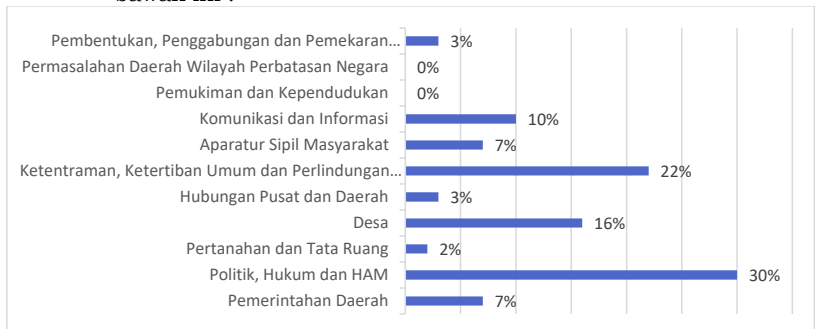 Pembentukan, Penggabungan dan Pemekaran... 3%
Permasalahan Daerah Wilayah Perbatasan Negara 0%
Pemukiman dan Kependudukan 0%
Komunikasi dan Informasi 10%
Aparatur Sipil Masyarakat 7%
Ketentraman, Ketertiban Umum dan Perlindungan... 22%
Hubungan Pusat dan Daerah 3%
Desa 16%
Pertanahan dan Tata Ruang 2%
Politik, Hukum dan HAM 30%
Pemerintahan Daerah 7%